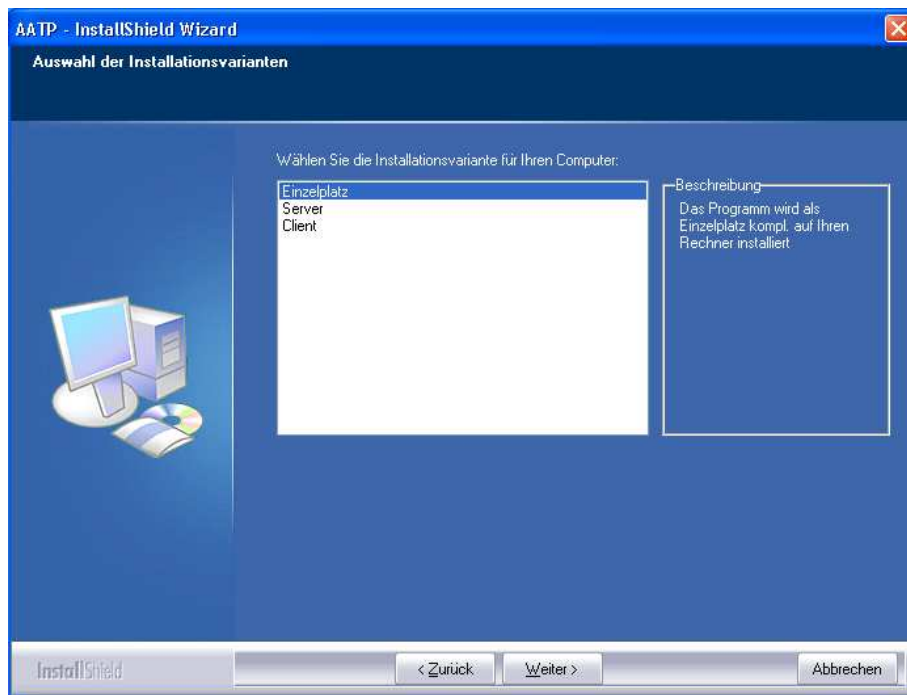 AATP - InstallShield Wizard
Auswahl der Installationsvarianten
Wählen Sie die Installationsvariante für Ihren Computer:
Einzelplatz
Server
Client
Beschreibung
Das Programm wird als
Einzelplatz kompl. auf Ihren
Rechner installiert
InstallShield
< Zurück
Weiter >
Abbrechen